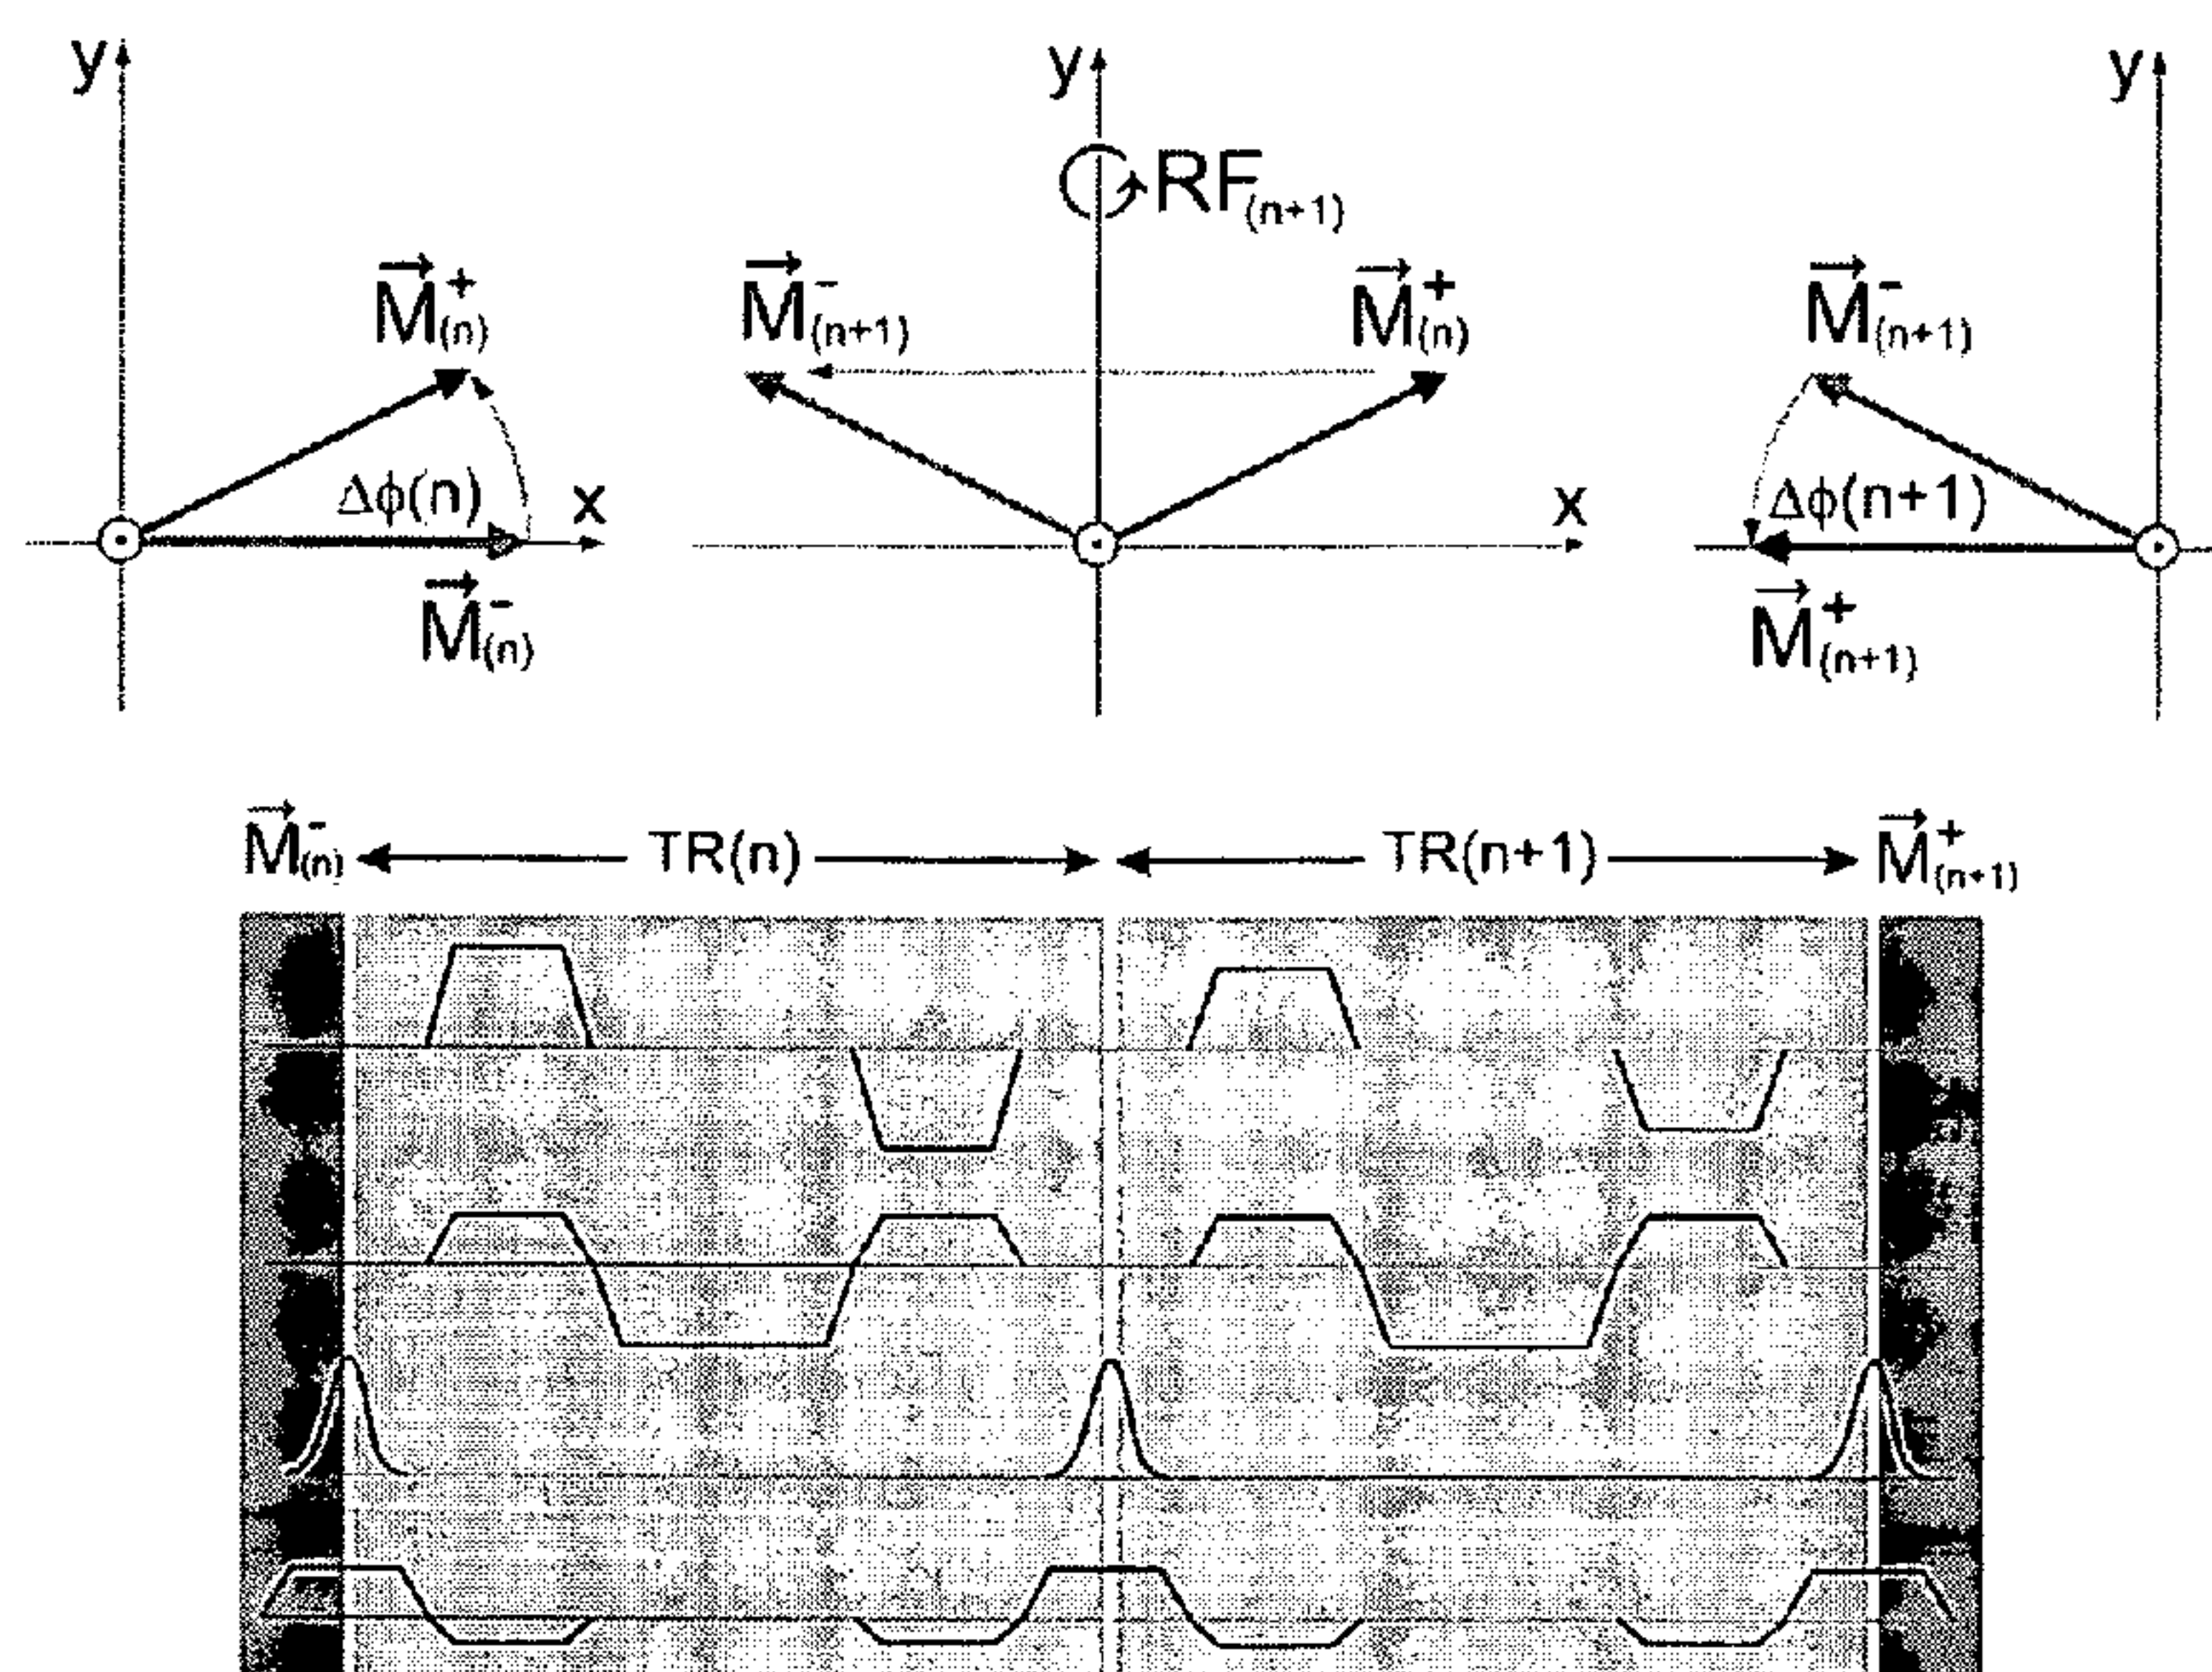 y
y
y
RF(n+1)
M⃗⁺(n)
M⃗⁻(n+1)
M⃗⁺(n)
M⃗⁻(n+1)
Δϕ(n)
x
x
Δϕ(n+1)
M⃗⁻(n)
M⃗⁺(n+1)
M⃗⁻(n)
TR(n)
TR(n+1)
M⃗⁺(n+1)